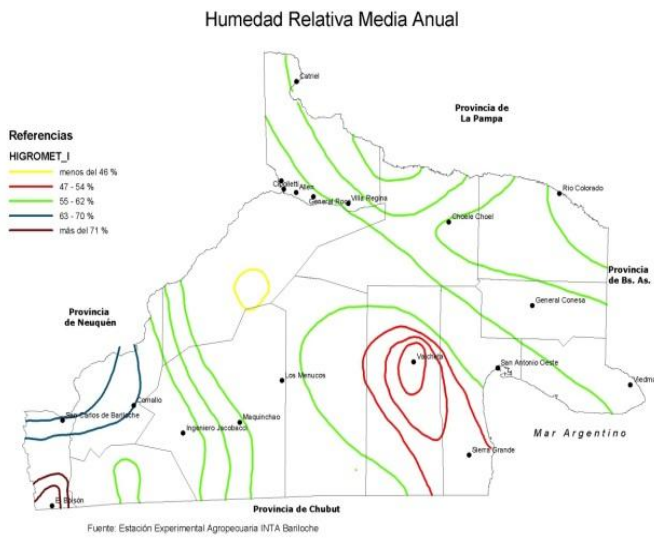 Humedad Relativa Media Anual
Referencias
HIGROMET_I
menos del 46 %
47 - 54 %
55 - 62 %
63 - 70 %
más del 71 %
Catriel
Provincia de
La Pampa
Allen
General Roca
Villa Regina
Río Colorado
Choele Choel
Provincia
de Bs. As.
General Conesa
Provincia
de Neuquén
Valcheta
San Antonio Oeste
Viedma
Los Menucos
Comallo
San Carlos de Bariloche
Maquinchao
Ingeniero Jacobacci
Mar Argentino
Sierra Grande
El Bolsón
Provincia de Chubut
Fuente: Estación Experimental Agropecuaria INTA Bariloche